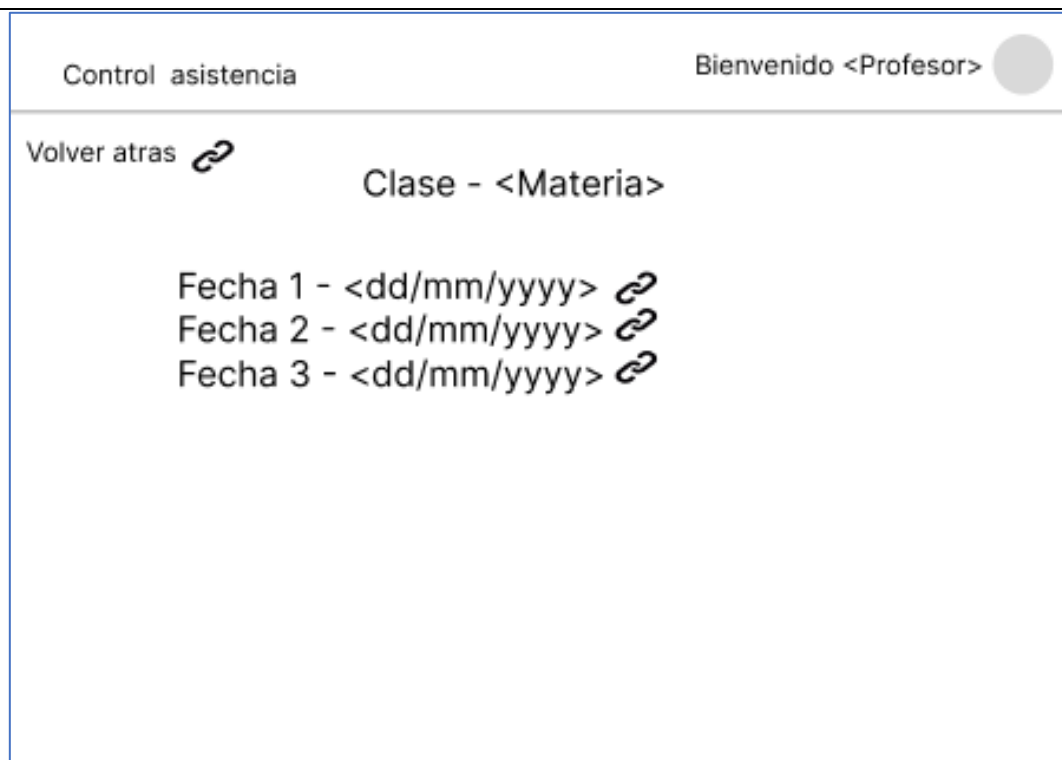 Control asistencia
Bienvenido <Profesor>
Volver atras
Clase - <Materia>
Fecha 1 - <dd/mm/yyyy>
Fecha 2 - <dd/mm/yyyy>
Fecha 3 - <dd/mm/yyyy>